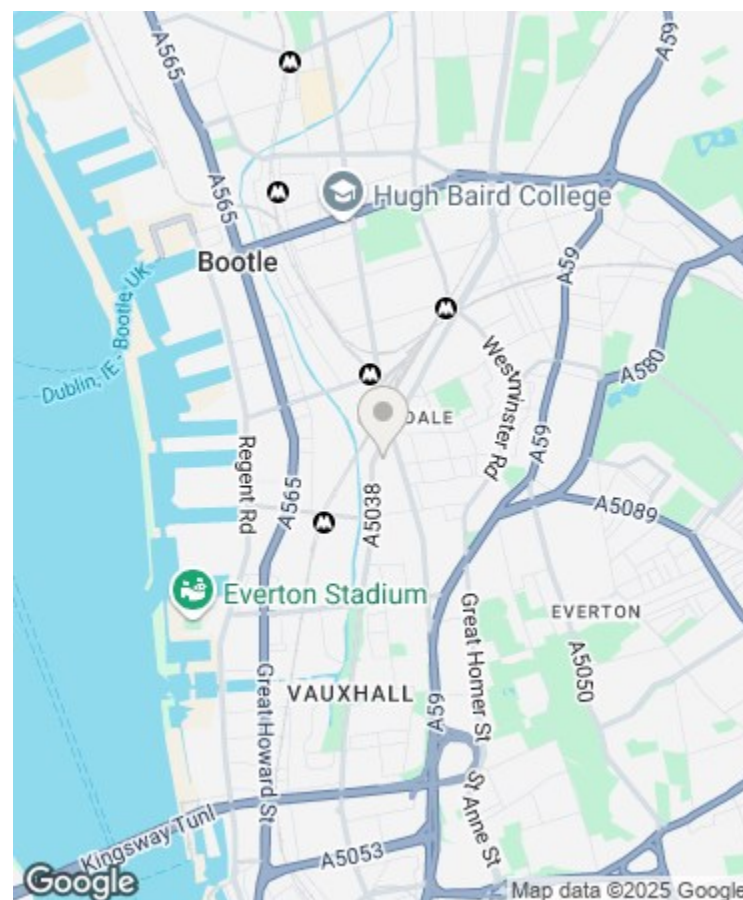 A565
A59
Hugh Baird College
A565
Bootle
A59
Dublin, IE - Bootle, UK
Westminster Rd
A580
DALE
A59
Regent Rd
A565
A5038
A5089
Everton Stadium
EVERTON
Great Homer St
A5050
VAUXHALL
Great Howard St
A59
St Anne St
Kingsway Tunl
A5053
Google
Map data ©2025 Google